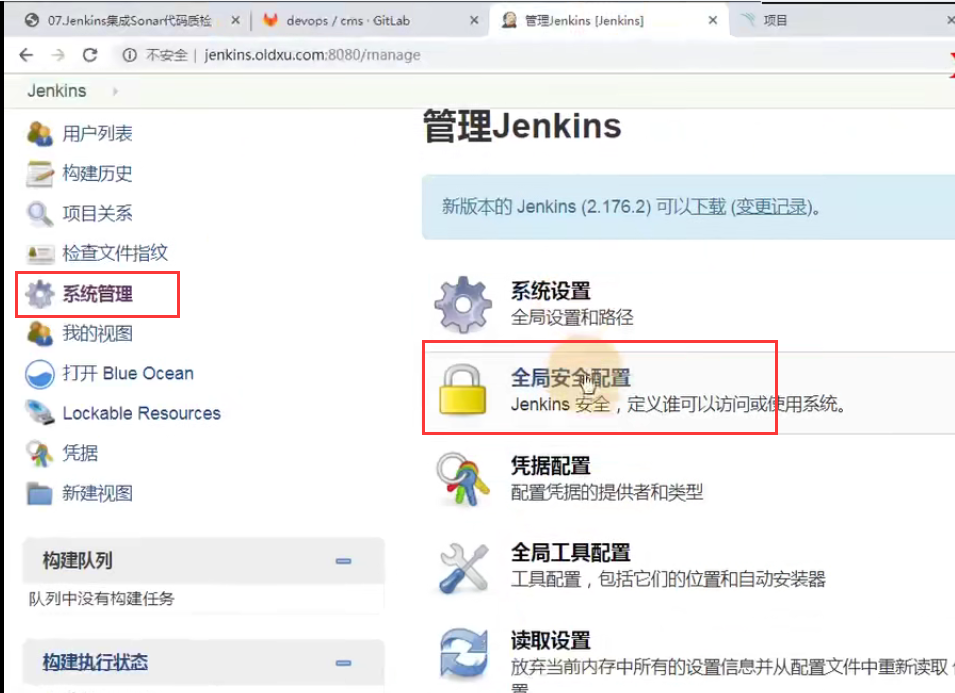 07.Jenkins集成Sonar代码质检
devops / cms · GitLab
管理Jenkins [Jenkins]
项目
不安全 | jenkins.oldxu.com:8080/manage
Jenkins
用户列表
构建历史
项目关系
检查文件指纹
系统管理
我的视图
打开 Blue Ocean
Lockable Resources
凭据
新建视图
构建队列
队列中没有构建任务
构建执行状态
管理Jenkins
新版本的 Jenkins (2.176.2) 可以下载 (变更记录)。
系统设置
全局设置和路径
全局安全配置
Jenkins 安全，定义谁可以访问或使用系统。
凭据配置
配置凭据的提供者和类型
全局工具配置
工具配置，包括它们的位置和自动安装器
读取设置
放弃当前内存中所有的设置信息并从配置文件中重新读取
置